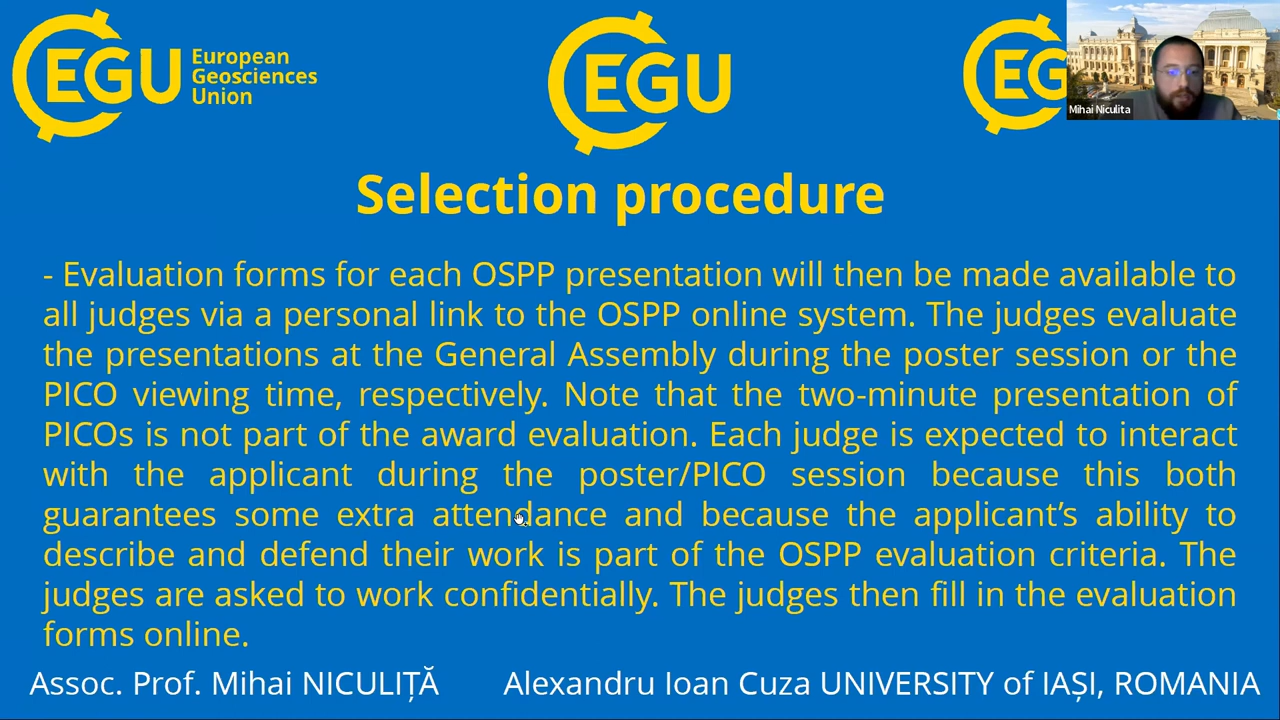 EGU European
Geosciences
Union
EGU
EG
Mihai Niculita
Selection procedure
- Evaluation forms for each OSPP presentation will then be made available to
all judges via a personal link to the OSPP online system. The judges evaluate
the presentations at the General Assembly during the poster session or the
PICO viewing time, respectively. Note that the two-minute presentation of
PICOs is not part of the award evaluation. Each judge is expected to interact
with the applicant during the poster/PICO session because this both
guarantees some extra attendance and because the applicant’s ability to
describe and defend their work is part of the OSPP evaluation criteria. The
judges are asked to work confidentially. The judges then fill in the evaluation
forms online.
Assoc. Prof. Mihai NICULIȚĂ Alexandru Ioan Cuza UNIVERSITY of IAȘI, ROMANIA